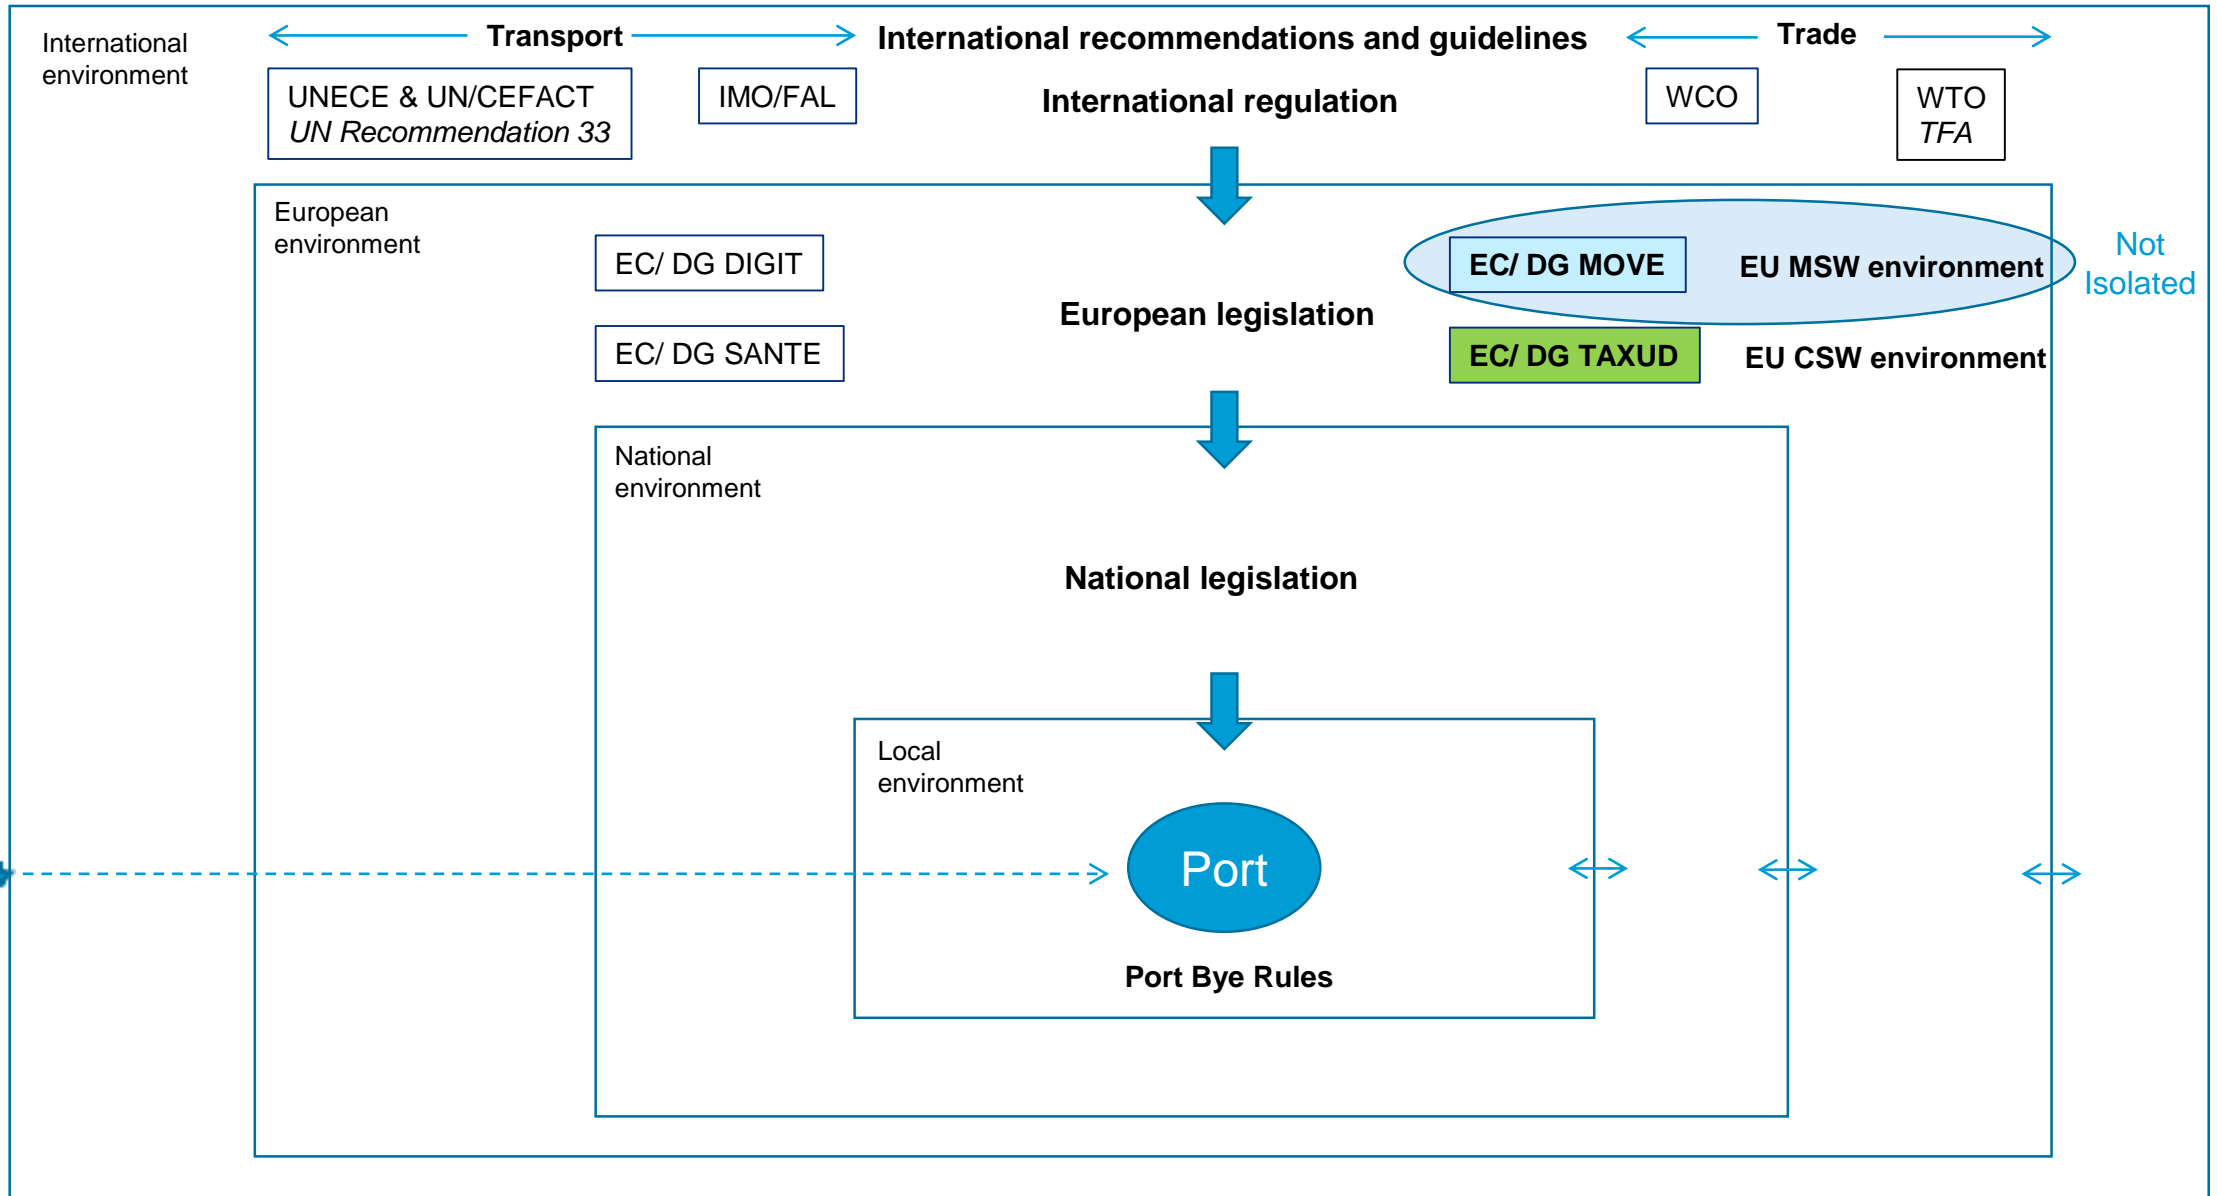 International
environment
Transport
International recommendations and guidelines
Trade
UNECE & UN/CEFACT
UN Recommendation 33
IMO/FAL
International regulation
WCO
WTO
TFA
European
environment
EC/ DG DIGIT
EC/ DG MOVE
EU MSW environment
Not
Isolated
European legislation
EC/ DG SANTE
EC/ DG TAXUD
EU CSW environment
National
environment
National legislation
Local
environment
Port
Port Bye Rules